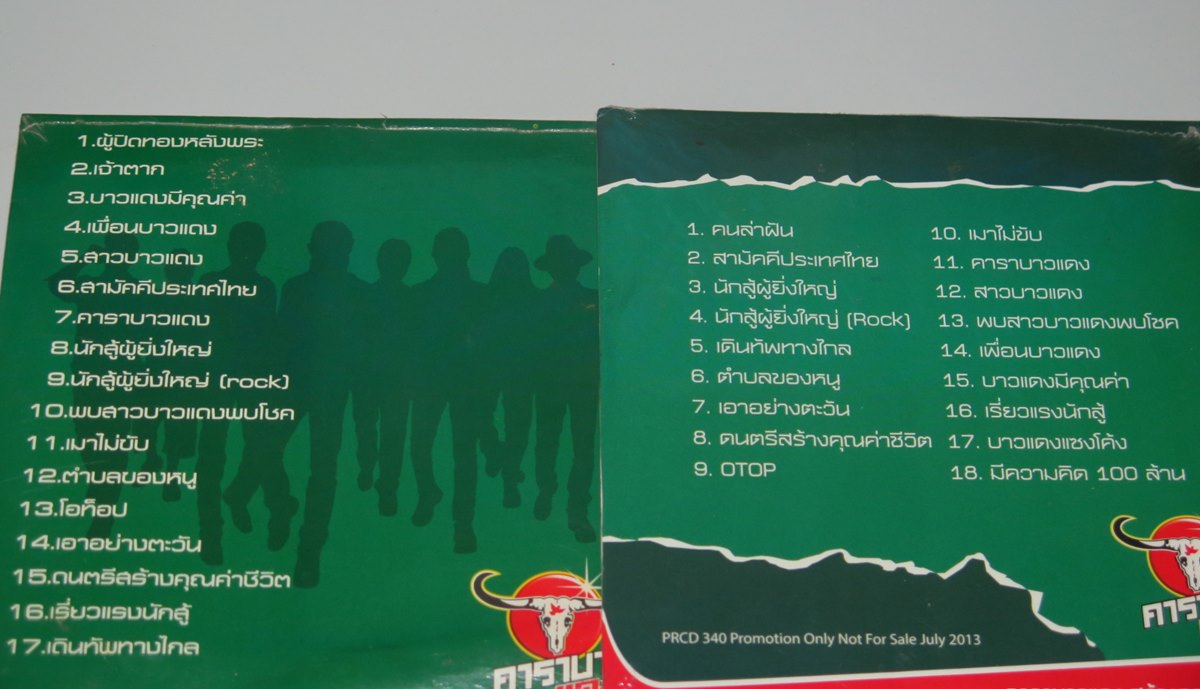 1.ผู้ปิดทองหลังพระ
2.เจ้าตาก
3.บาวแดงมีคุณค่า
4.เพื่อนบาวแดง
5.สาวบาวแดง
6.สามัคคีประเทศไทย
7.คาราบาวแดง
8.นักสู้ผู้ยิ่งใหญ่
9.นักสู้ผู้ยิ่งใหญ่ (rock)
10.พบสาวบาวแดงพบโชค
11.เมาไม่ขับ
12.ตำบลของหนู
13.โอท็อป
14.เอาอย่างตะวัน
15.ดนตรีสร้างคุณค่าชีวิต
16.เรี่ยวแรงนักสู้
17.เดินทัพทางไกล
1. คนล่าฝัน
2. สามัคคีประเทศไทย
3. นักสู้ผู้ยิ่งใหญ่
4. นักสู้ผู้ยิ่งใหญ่ (Rock)
5. เดินทัพทางไกล
6. ตำบลของหนู
7. เอาอย่างตะวัน
8. ดนตรีสร้างคุณค่าชีวิต
9. OTOP
10. เมาไม่ขับ
11. คาราบาวแดง
12. สาวบาวแดง
13. พบสาวบาวแดงพบโชค
14. เพื่อนบาวแดง
15. บาวแดงมีคุณค่า
16. เรี่ยวแรงนักสู้
17. บาวแดงแซงโค้ง
18. มีความคิด 100 ล้าน
PRCD 340 Promotion Only Not For Sale July 2013